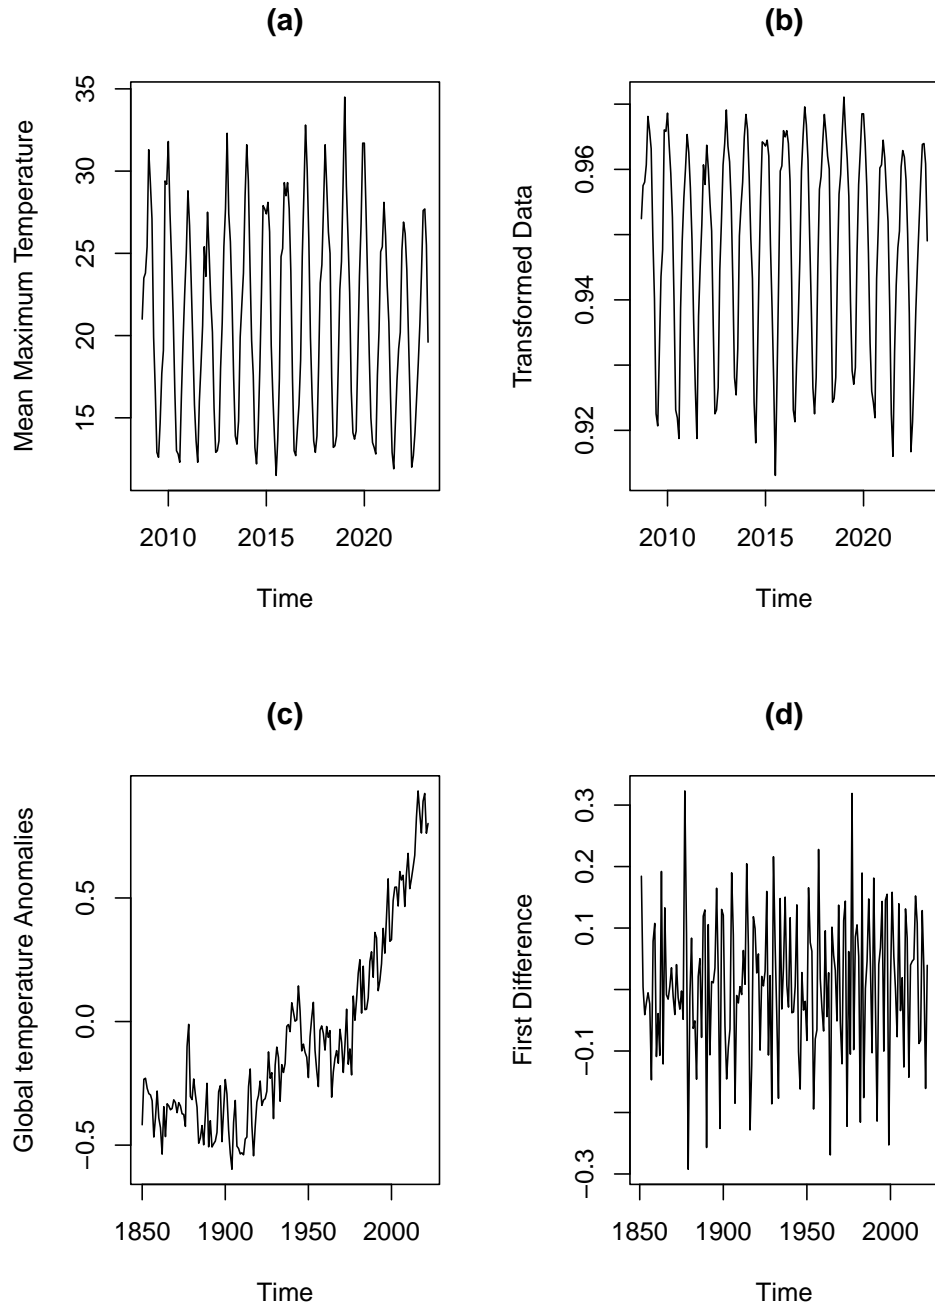 (a)
Mean Maximum Temperature
35
30
25
20
15
2010 2015 2020
Time
(b)
Transformed Data
0.96
0.94
0.92
2010 2015 2020
Time
(c)
Global temperature Anomalies
0.5
0.0
−0.5
1850 1900 1950 2000
Time
(d)
First Difference
0.3
0.2
0.1
−0.1
−0.3
1850 1900 1950 2000
Time